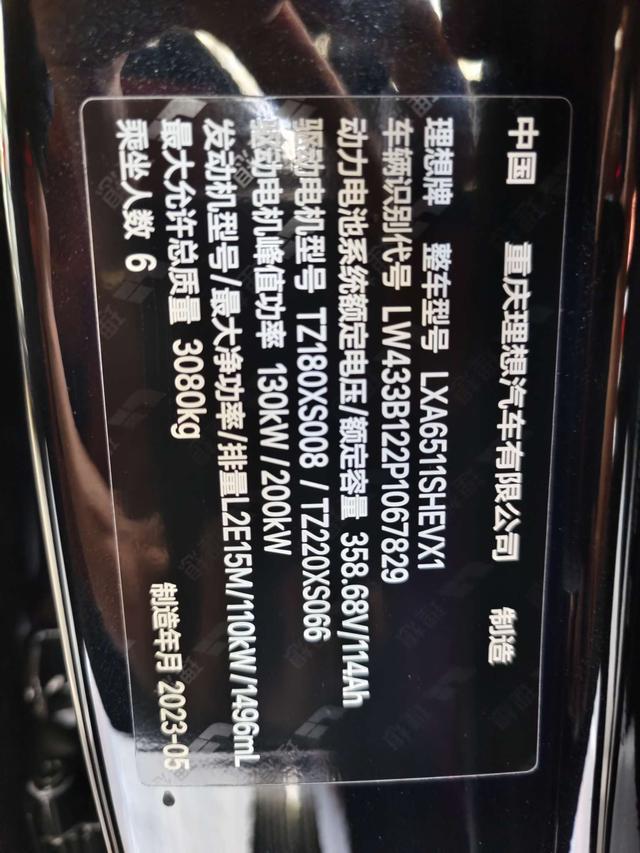 中国 重庆理想汽车有限公司 制造
理想牌 整车型号 LXA6511SHEVX1
车辆识别代号 LW433B122P1067829
动力电池系统额定电压/额定容量 358.68V/114Ah
驱动电机型号 TZ180XS008 / TZ220XS066
驱动电机峰值功率 130kW/200kW
发动机型号/最大净功率/排量L2E15M/110kW/1496mL
最大允许总质量 3080kg
乘坐人数 6 制造年月 2023-05